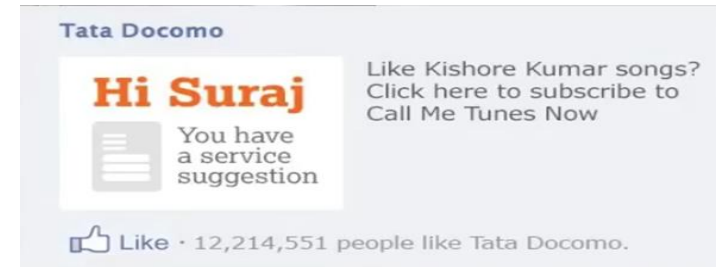 Tata Docomo
Hi Suraj
You have
a service
suggestion
Like Kishore Kumar songs?
Click here to subscribe to
Call Me Tunes Now
Like · 12,214,551 people like Tata Docomo.